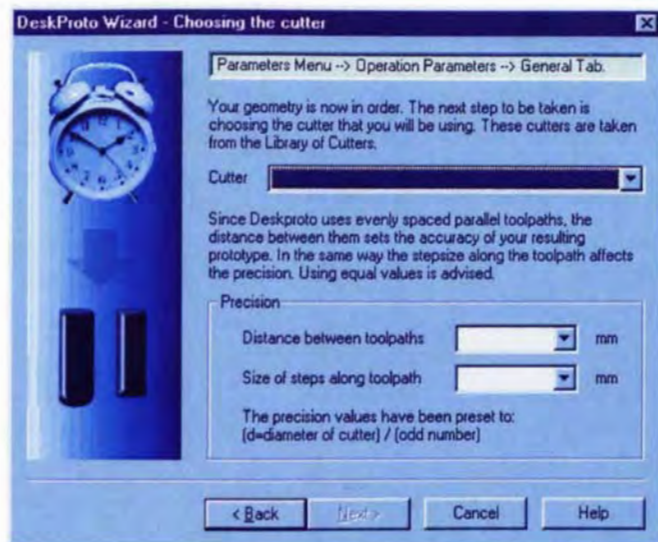 DeskProto Wizard - Choosing the cutter
Parameters Menu --> Operation Parameters --> General Tab.
Your geometry is now in order. The next step to be taken is
choosing the cutter that you will be using. These cutters are taken
from the Library of Cutters.
Cutter
Since Deskproto uses evenly spaced parallel toolpaths, the
distance between them sets the accuracy of your resulting
prototype. In the same way the stepsize along the toolpath affects
the precision. Using equal values is advised.
Precision
Distance between toolpaths mm
Size of steps along toolpath mm
The precision values have been preset to:
(d=diameter of cutter) / (odd number)
< Back Next > Cancel Help